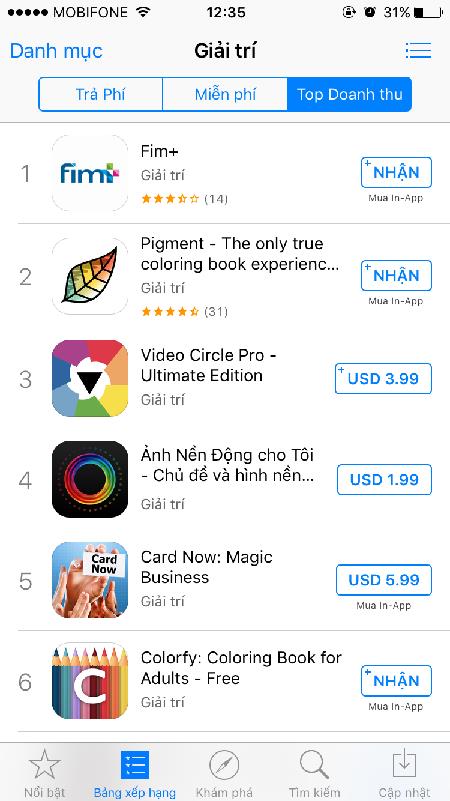 MOBIFONE 12:35 31%
Danh mục Giải trí
Trả Phí Miễn phí Top Doanh thu
1
fim+
Fim+
Giải trí
(14)
+ NHẬN
Mua In-App
2
Pigment - The only true
coloring book experienc...
Giải trí
(31)
+ NHẬN
Mua In-App
3
Video Circle Pro -
Ultimate Edition
Giải trí
+ USD 3.99
4
Ảnh Nền Động cho Tôi
- Chủ đề và hình nền...
Giải trí
USD 1.99
5
Card
Now
Card Now: Magic
Business
Giải trí
USD 5.99
Mua In-App
6
C
Colorfy: Coloring Book for
Adults - Free
Giải trí
+ NHẬN
Mua In-App
Nổi bật Bảng xếp hạng Khám phá Tìm kiếm Cập nhật